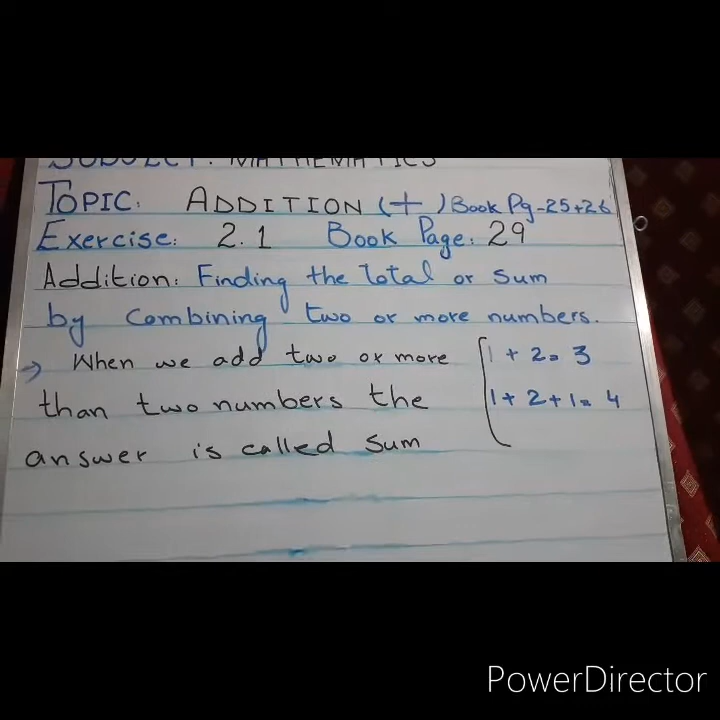 SUBJECT: MATHEMATICS
TOPIC: ADDITION (+) Book Pg-25+26
Exercise: 2.1 Book Page: 29
Addition: Finding the Total or sum
by combining two or more numbers.
→ When we add two or more
than two numbers the
answer is called sum
1 + 2 = 3
1 + 2 + 1 = 4
PowerDirector